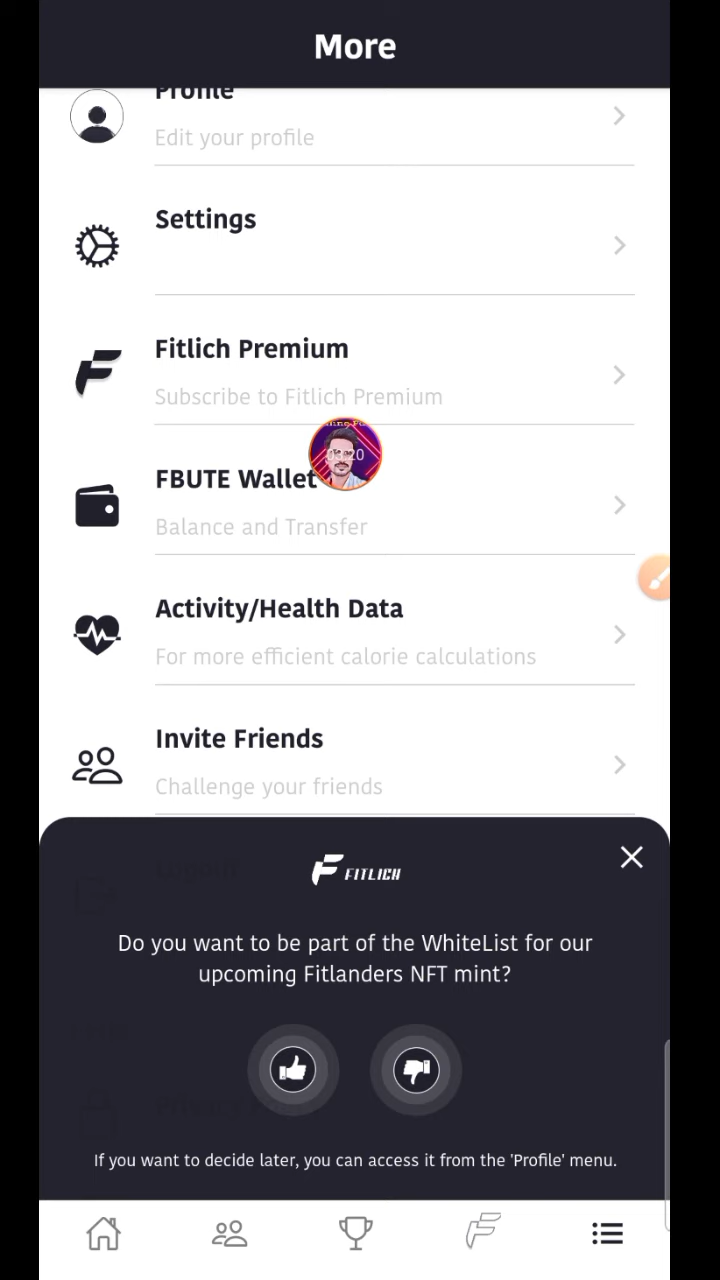 More
Profile
Edit your profile
Settings
Fitlich Premium
Subscribe to Fitlich Premium
FBUTE Wallet
Balance and Transfer
Activity/Health Data
For more efficient calorie calculations
Invite Friends
Challenge your friends
Logout
FITLICH
Do you want to be part of the WhiteList for our
upcoming Fitlanders NFT mint?
If you want to decide later, you can access it from the 'Profile' menu.